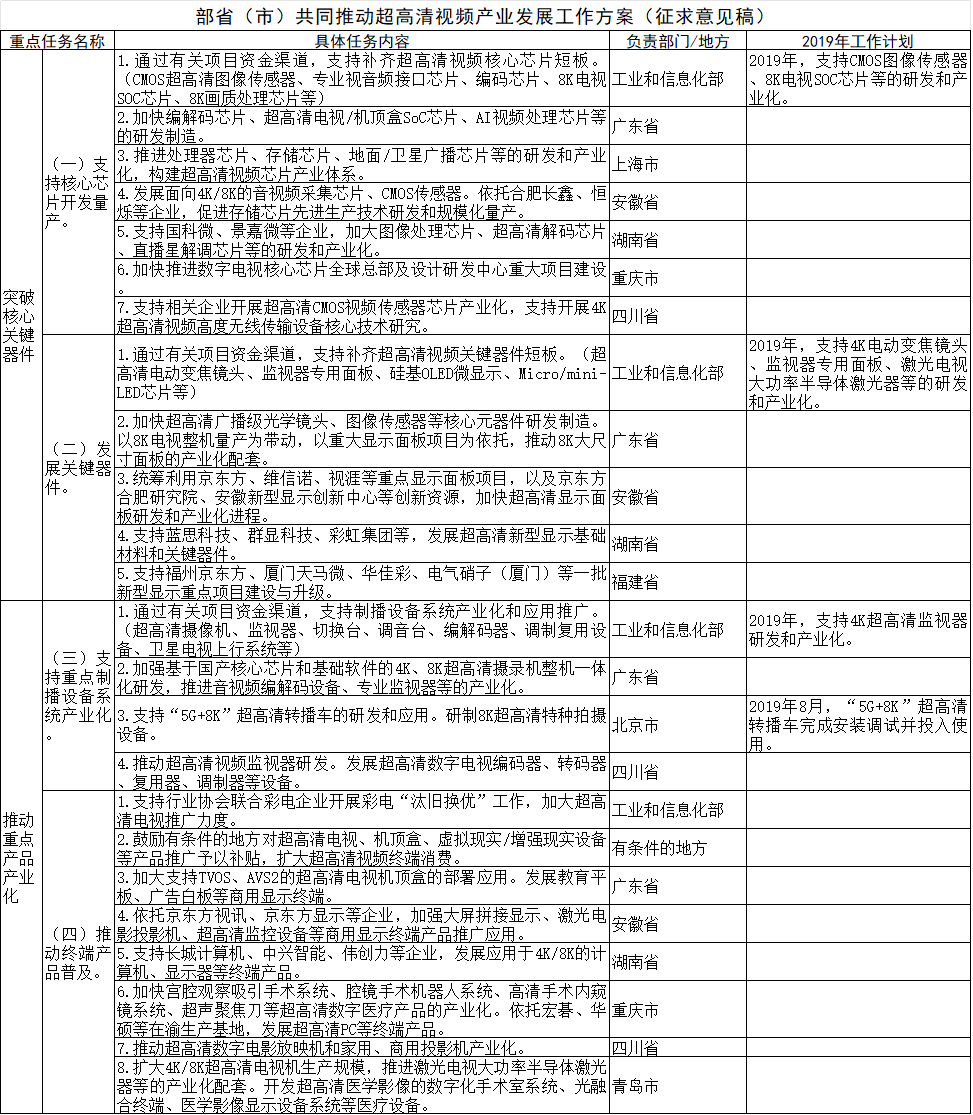 部省（市）共同推动超高清视频产业发展工作方案（征求意见稿）
重点任务名称
具体任务内容
负责部门/地方
2019年工作计划
突破
核心
关键
器件
（一）支
持核心芯
片开发量
产。
1.通过有关项目资金渠道，支持补齐超高清视频核心芯片短板。
（CMOS超高清图像传感器、专业视音频接口芯片、编码芯片、8K电视
SOC芯片、8K画质处理芯片等）
工业和信息化部
2019年，支持CMOS图像传感器
、8K电视SOC芯片等的研发和产
业化。
2.加快编解码芯片、超高清电视/机顶盒SoC芯片、AI视频处理芯片等
的研发制造。
广东省
3.推进处理器芯片、存储芯片、地面/卫星广播芯片等的研发和产业
化，构建超高清视频芯片产业体系。
上海市
4.发展面向4K/8K的音视频采集芯片、CMOS传感器。依托合肥长鑫、恒
烁等企业，促进存储芯片先进生产技术研发和规模化量产。
安徽省
5.支持国科微、景嘉微等企业，加大图像处理芯片、超高清解码芯片
、直播星解调芯片等的研发和产业化。
湖南省
6.加快推进数字电视核心芯片全球总部及设计研发中心重大项目建设
。
重庆市
7.支持相关企业开展超高清CMOS视频传感器芯片产业化，支持开展4K
超高清视频高度无线传输设备核心技术研究。
四川省
（二）发
展关键器
件。
1.通过有关项目资金渠道，支持补齐超高清视频关键器件短板。（超
高清电动变焦镜头、监视器专用面板、硅基OLED微显示、Micro/mini-
LED芯片等）
工业和信息化部
2019年，支持4K电动变焦镜头
、监视器专用面板、激光电视
大功率半导体激光器等的研发
和产业化。
2.加快超高清广播级光学镜头、图像传感器等核心元器件研发制造。
以8K电视整机量产为带动，以重大显示面板项目为依托，推动8K大尺
寸面板的产业化配套。
广东省
3.统筹利用京东方、维信诺、视涯等重点显示面板项目，以及京东方
合肥研究院、安徽新型显示创新中心等创新资源，加快超高清显示面
板研发和产业化进程。
安徽省
4.支持蓝思科技、群显科技、彩虹集团等，发展超高清新型显示基础
材料和关键器件。
湖南省
5.支持福州京东方、厦门天马微、华佳彩、电气硝子（厦门）等一批
新型显示重点项目建设与升级。
福建省
推动
重点
产品
产业
化
（三）支
持重点制
播设备系
统产业化
。
1.通过有关项目资金渠道，支持制播设备系统产业化和应用推广。
（超高清摄像机、监视器、切换台、调音台、编解码器、调制复用设
备、卫星电视上行系统等）
工业和信息化部
2019年，支持4K超高清监视器
研发和产业化。
2.加强基于国产核心芯片和基础软件的4K、8K超高清摄录机整机一体
化研发，推进音视频编解码设备、专业监视器等的产业化。
广东省
3.支持“5G+8K”超高清转播车的研发和应用。研制8K超高清特种拍摄
设备。
北京市
2019年8月，“5G+8K”超高清
转播车完成安装调试并投入使
用。
4.推动超高清视频监视器研发。发展超高清数字电视编码器、转码器
、复用器、调制器等设备。
四川省
（四）推
动终端产
品普及。
1.支持行业协会联合彩电企业开展彩电“汰旧换优”工作，加大超高
清电视推广力度。
工业和信息化部
2.鼓励有条件的地方对超高清电视、机顶盒、虚拟现实/增强现实设备
等产品推广予以补贴，扩大超高清视频终端消费。
有条件的地方
3.加大支持TVOS、AVS2的超高清电视机顶盒的部署应用。发展教育平
板、广告白板等商用显示终端。
广东省
4.依托京东方视讯、京东方显示等企业，加强大屏拼接显示、激光电
影投影机、超高清监控设备等商用显示终端产品推广应用。
安徽省
5.支持长城计算机、中兴智能、伟创力等企业，发展应用于4K/8K的计
算机、显示器等终端产品。
湖南省
6.加快宫腔观察吸引手术系统、腔镜手术机器人系统、高清手术内窥
镜系统、超声聚焦刀等超高清数字医疗产品的产业化。依托宏碁、华
硕等在渝生产基地，发展超高清PC等终端产品。
重庆市
7.推动超高清数字电影放映机和家用、商用投影机产业化。
四川省
8.扩大4K/8K超高清电视机生产规模，推进激光电视大功率半导体激光
器等的产业化配套。开发超高清医学影像的数字化手术室系统、光融
合终端、医学影像显示设备系统等医疗设备。
青岛市